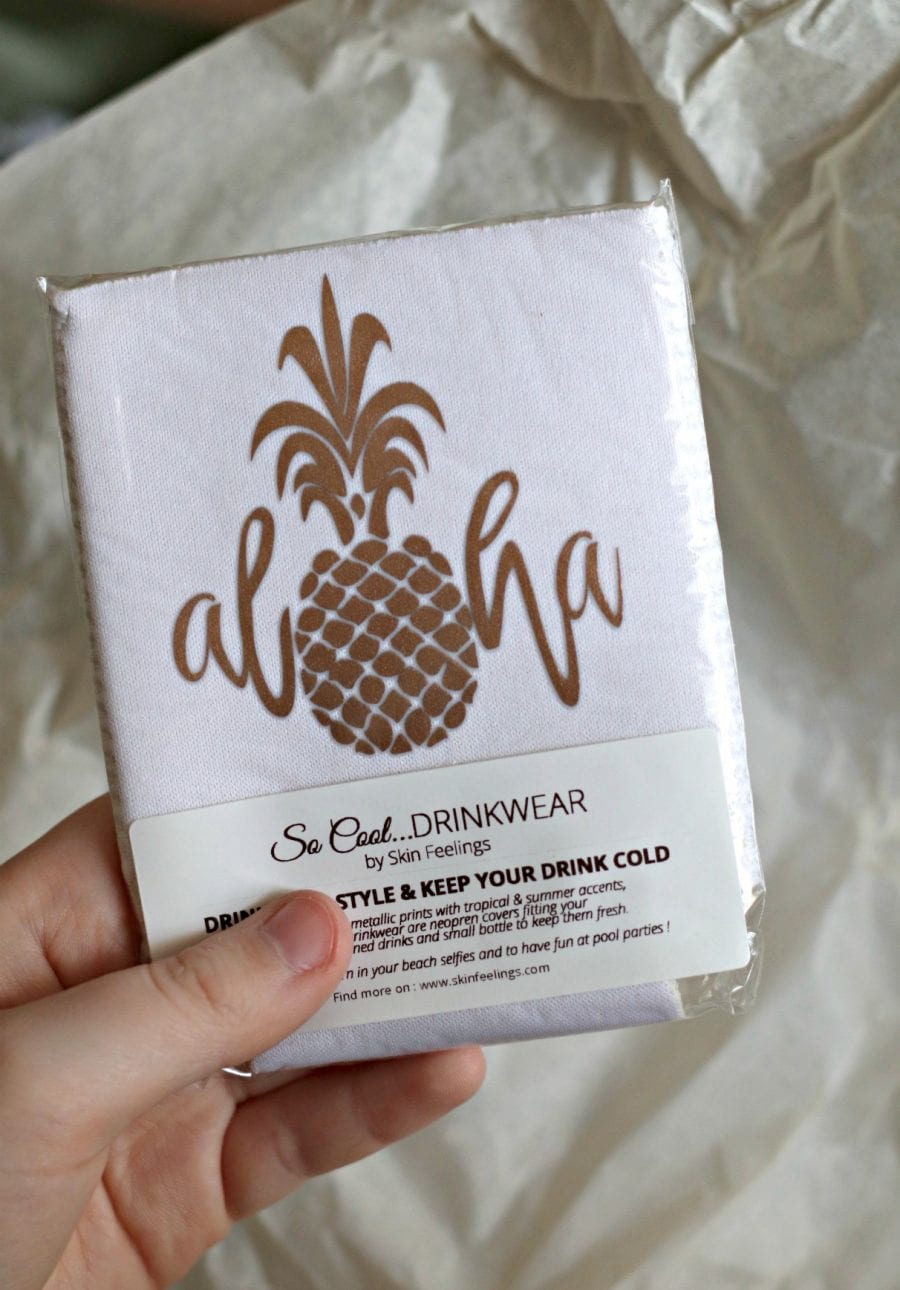 aloha
So Cool...DRINKWEAR
by Skin Feelings
STYLE & KEEP YOUR DRINK COLD
metallic prints with tropical & summer accents,
are neopren covers fitting your
drinks and small bottle to keep them fresh.
in your beach selfies and to have fun at pool parties !
Find more on : www.skinfeelings.com